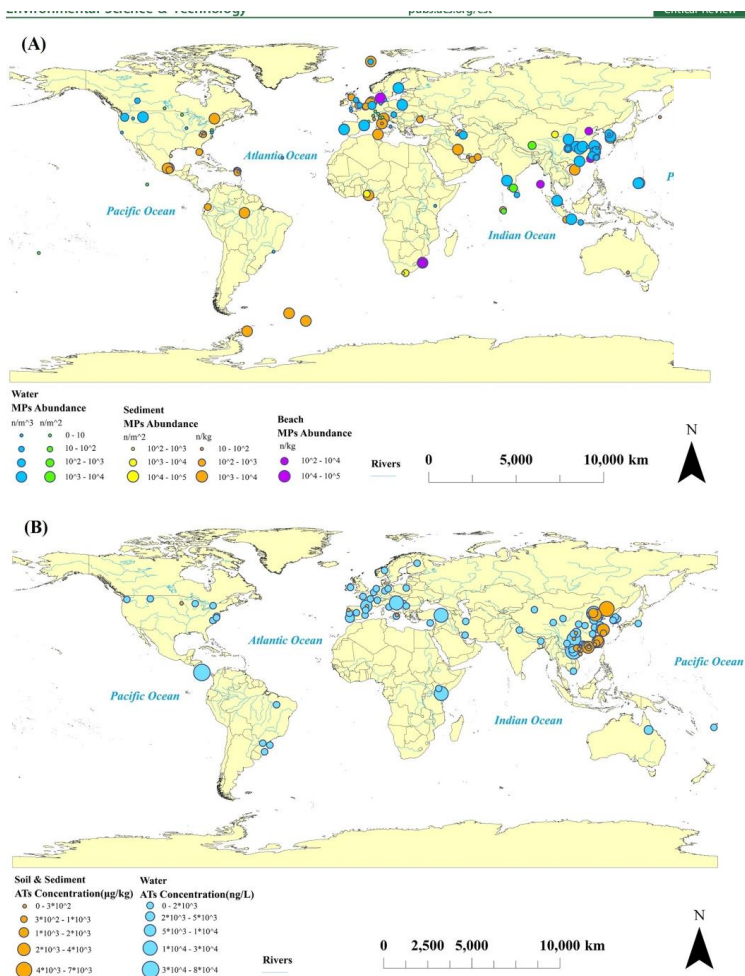 Environmental Science & Technology pubs.acs.org/est Critical Review
(A)
Atlantic Ocean
P
Pacific Ocean
Indian Ocean
Water
MPs Abundance
n/m^3 n/m^2
0 - 10
10 - 10^2
10^2 - 10^3
10^3 - 10^4
Sediment
MPs Abundance
n/m^2 n/kg
10^2 - 10^3 10 - 10^2
10^3 - 10^4 10^2 - 10^3
10^4 - 10^5 10^3 - 10^4
Beach
MPs Abundance
n/kg
10^2 - 10^4
10^4 - 10^5
Rivers
0 5,000 10,000 km
N
(B)
Atlantic Ocean
Pacific Ocean
Pacific Ocean
Indian Ocean
Soil & Sediment
ATs Concentration(μg/kg)
0 - 3*10^2
3*10^2 - 1*10^3
1*10^3 - 2*10^3
2*10^3 - 4*10^3
4*10^3 - 7*10^3
Water
ATs Concentration(ng/L)
0 - 2*10^3
2*10^3 - 5*10^3
5*10^3 - 1*10^4
1*10^4 - 3*10^4
3*10^4 - 8*10^4
Rivers
0 2,500 5,000 10,000 km
N